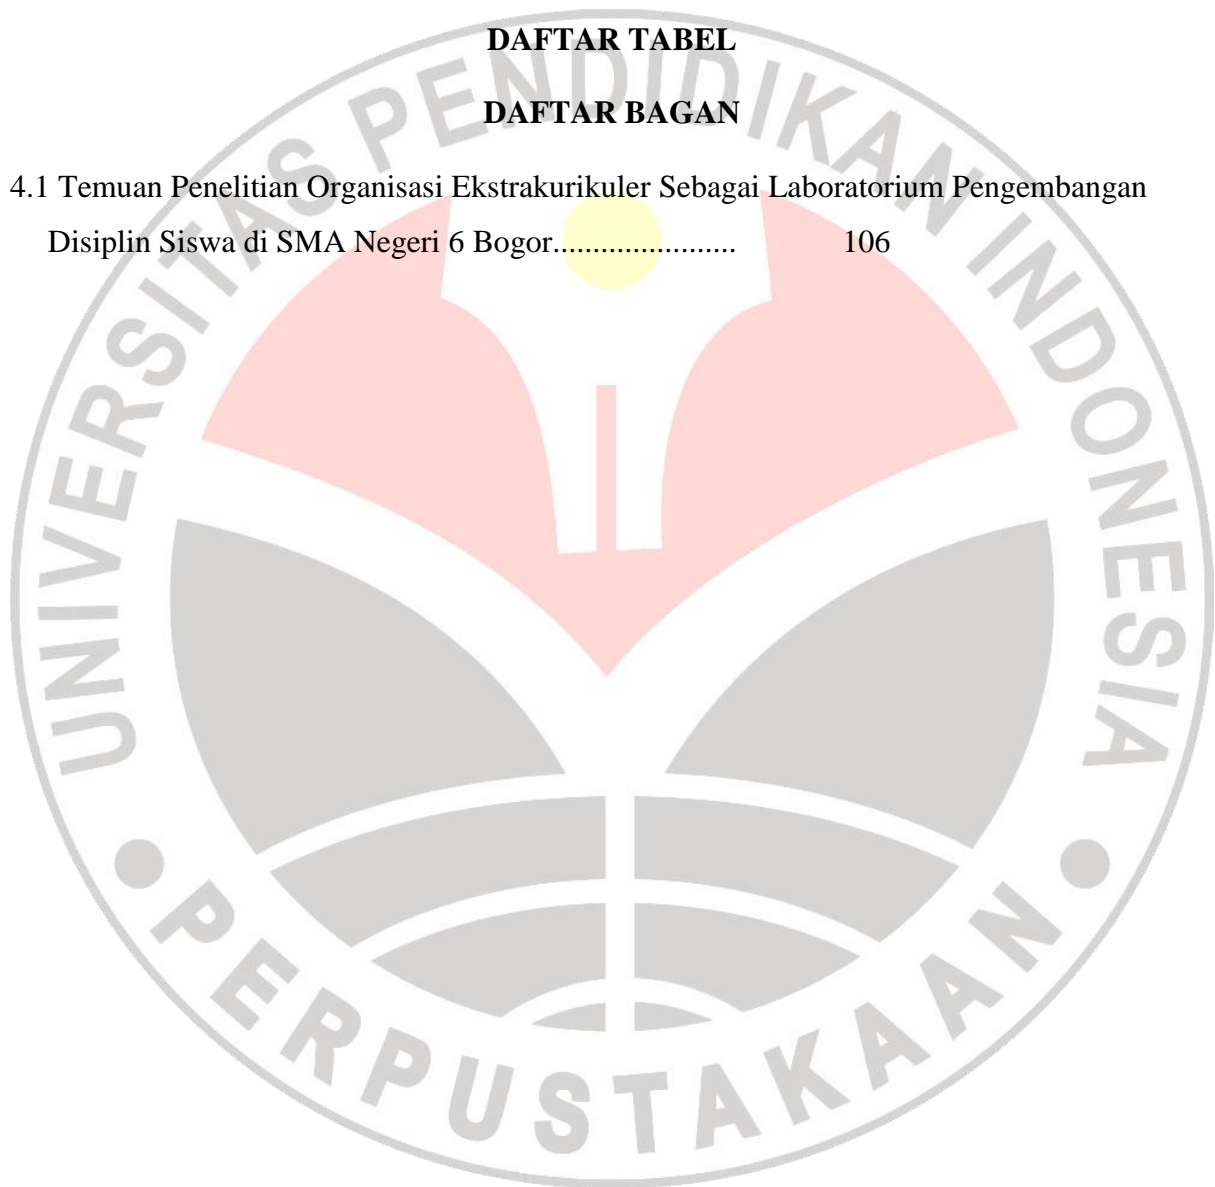 DAFTAR TABEL
DAFTAR BAGAN
4.1 Temuan Penelitian Organisasi Ekstrakurikuler Sebagai Laboratorium Pengembangan
Disiplin Siswa di SMA Negeri 6 Bogor....................... 106
UNIVERSITAS PENDIDIKAN INDONESIA
PERPUSTAKAAN